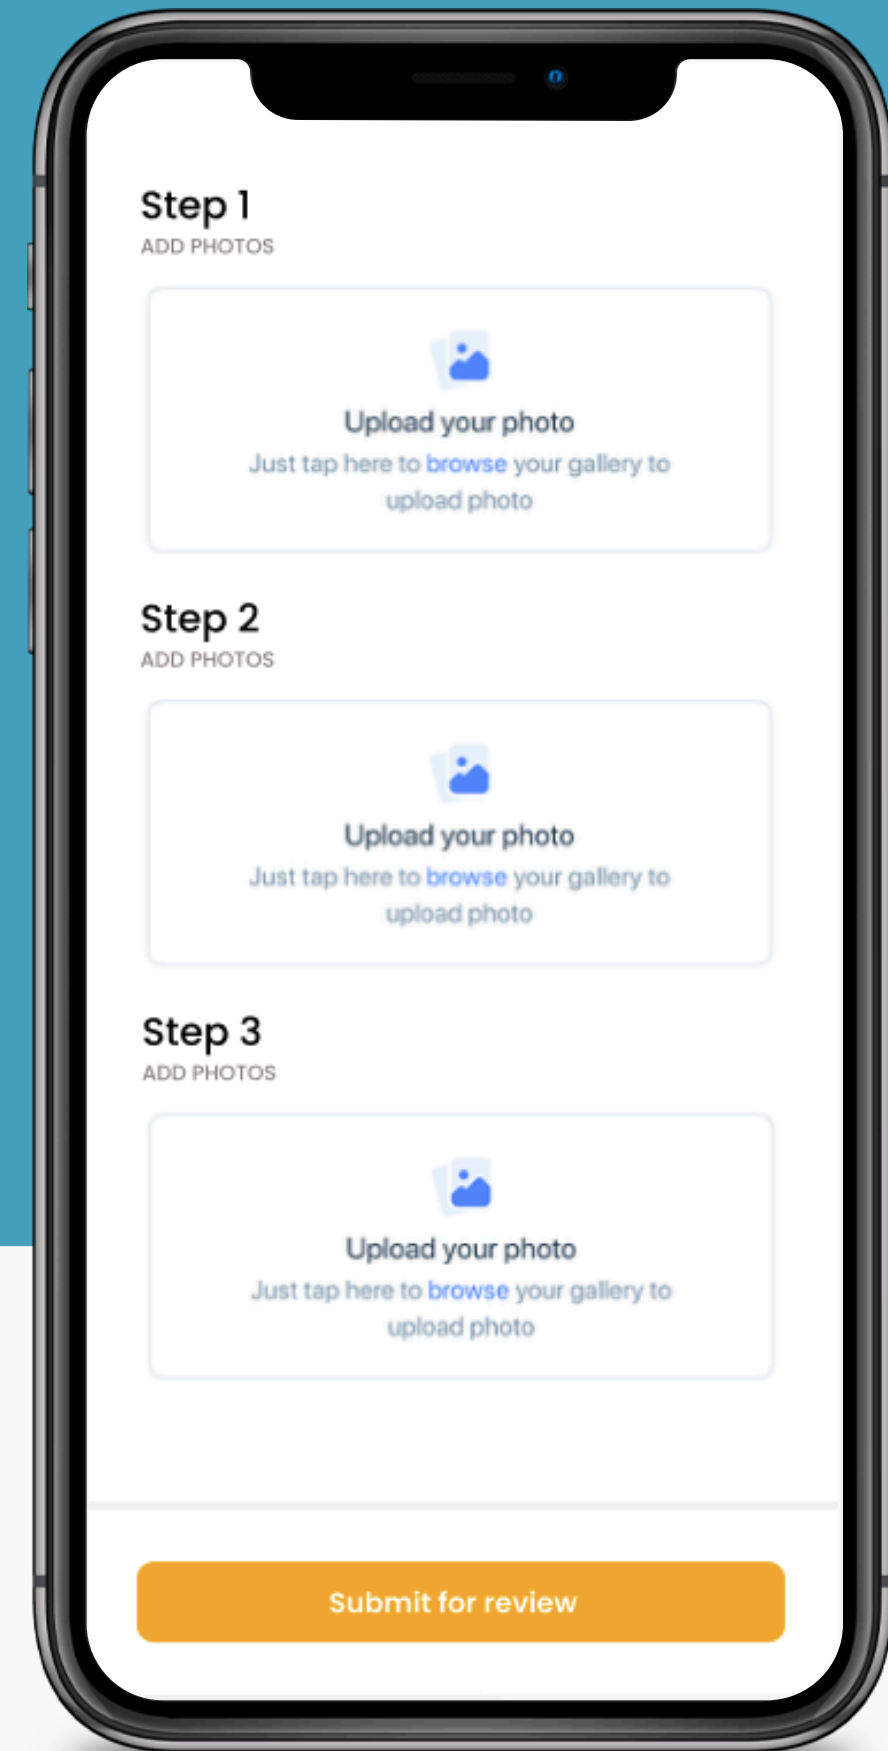 Step 1
ADD PHOTOS
Upload your photo
Just tap here to browse your gallery to
upload photo
Step 2
ADD PHOTOS
Upload your photo
Just tap here to browse your gallery to
upload photo
Step 3
ADD PHOTOS
Upload your photo
Just tap here to browse your gallery to
upload photo
Submit for review